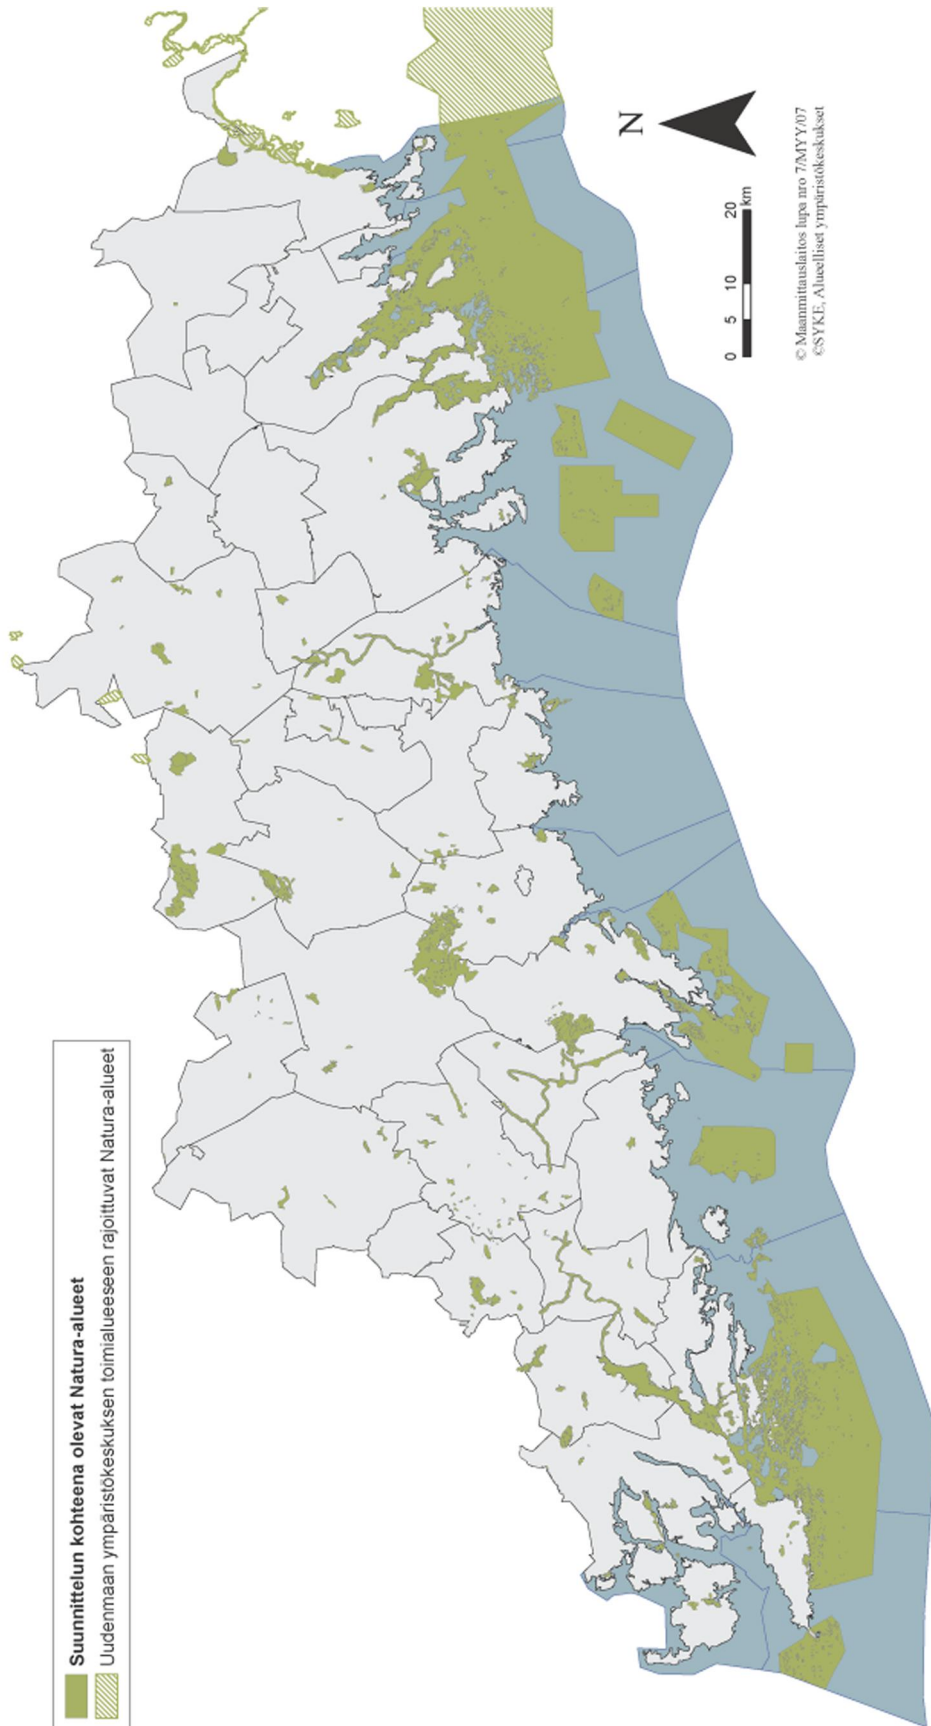 Suunnittelun kohteena olevat Natura-alueet
Uudenmaan ympäristökeskuksen toimialueeseen rajoittuvat Natura-alueet
N
0 5 10 20
km
© Maanmittauslaitos lupa nro 7/MYY/07
©SYKE, Alueelliset ympäristökeskukset